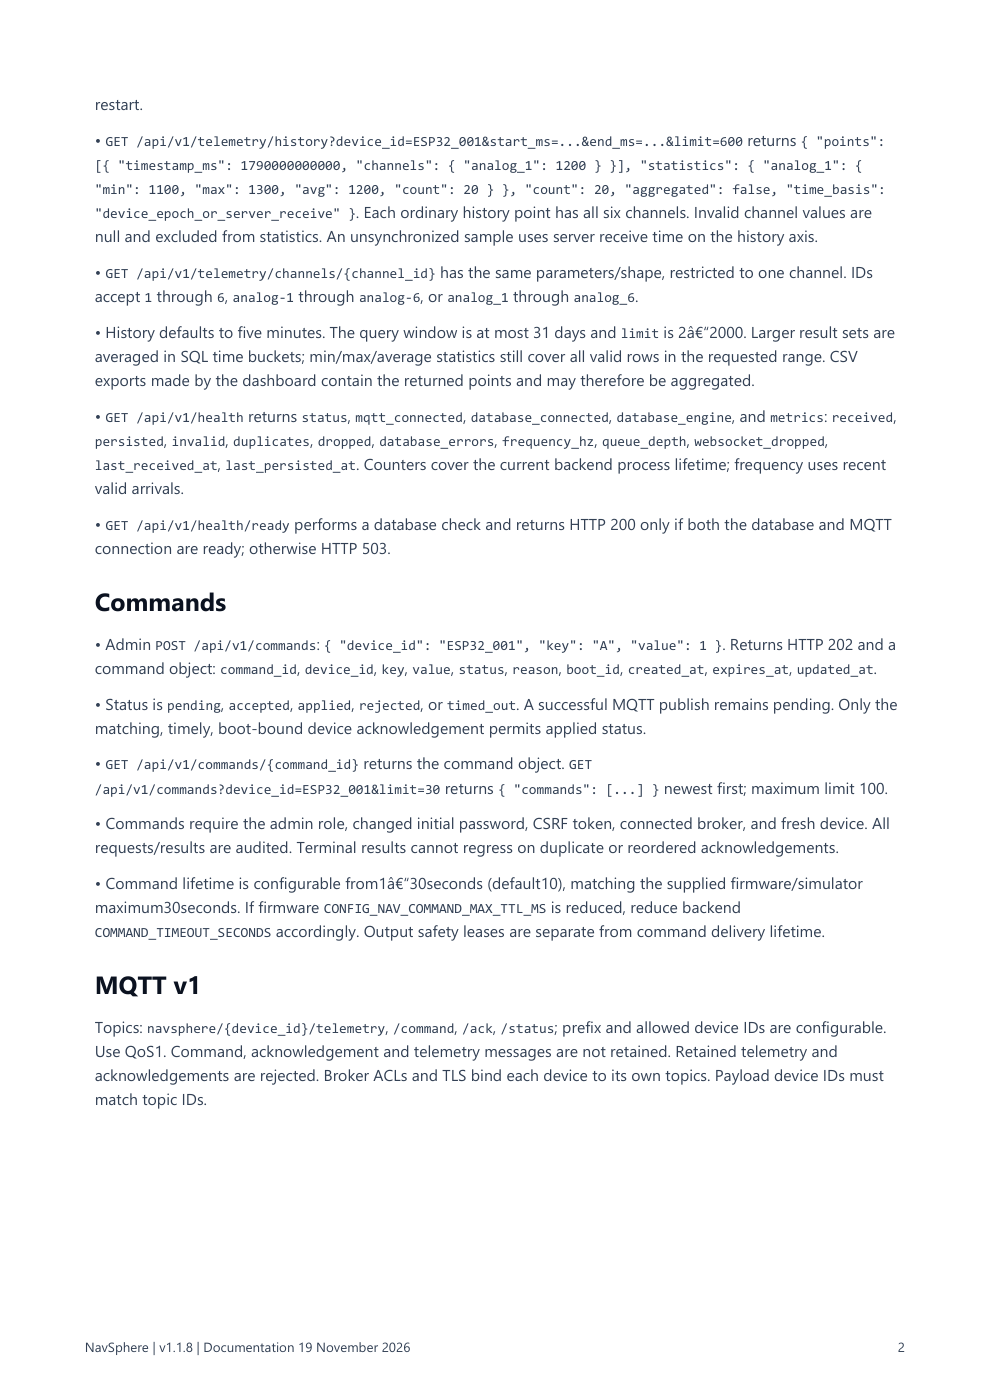 restart.
• GET /api/v1/telemetry/history?device_id=ESP32_001&start_ms=...&end_ms=...&limit=600 returns { "points":
[{ "timestamp_ms": 1790000000000, "channels": { "analog_1": 1200 } }], "statistics": { "analog_1": {
"min": 1100, "max": 1300, "avg": 1200, "count": 20 } }, "count": 20, "aggregated": false, "time_basis":
"device_epoch_or_server_receive" }. Each ordinary history point has all six channels. Invalid channel values are
null and excluded from statistics. An unsynchronized sample uses server receive time on the history axis.
• GET /api/v1/telemetry/channels/{channel_id} has the same parameters/shape, restricted to one channel. IDs
accept 1 through 6, analog-1 through analog-6, or analog_1 through analog_6.
• History defaults to five minutes. The query window is at most 31 days and limit is 2â€“2000. Larger result sets are
averaged in SQL time buckets; min/max/average statistics still cover all valid rows in the requested range. CSV
exports made by the dashboard contain the returned points and may therefore be aggregated.
• GET /api/v1/health returns status, mqtt_connected, database_connected, database_engine, and metrics: received,
persisted, invalid, duplicates, dropped, database_errors, frequency_hz, queue_depth, websocket_dropped,
last_received_at, last_persisted_at. Counters cover the current backend process lifetime; frequency uses recent
valid arrivals.
• GET /api/v1/health/ready performs a database check and returns HTTP 200 only if both the database and MQTT
connection are ready; otherwise HTTP 503.
Commands
• Admin POST /api/v1/commands: { "device_id": "ESP32_001", "key": "A", "value": 1 }. Returns HTTP 202 and a
command object: command_id, device_id, key, value, status, reason, boot_id, created_at, expires_at, updated_at.
• Status is pending, accepted, applied, rejected, or timed_out. A successful MQTT publish remains pending. Only the
matching, timely, boot-bound device acknowledgement permits applied status.
• GET /api/v1/commands/{command_id} returns the command object. GET
/api/v1/commands?device_id=ESP32_001&limit=30 returns { "commands": [...] } newest first; maximum limit 100.
• Commands require the admin role, changed initial password, CSRF token, connected broker, and fresh device. All
requests/results are audited. Terminal results cannot regress on duplicate or reordered acknowledgements.
• Command lifetime is configurable from1â€“30seconds (default10), matching the supplied firmware/simulator
maximum30seconds. If firmware CONFIG_NAV_COMMAND_MAX_TTL_MS is reduced, reduce backend
COMMAND_TIMEOUT_SECONDS accordingly. Output safety leases are separate from command delivery lifetime.
MQTT v1
Topics: navsphere/{device_id}/telemetry, /command, /ack, /status; prefix and allowed device IDs are configurable.
Use QoS1. Command, acknowledgement and telemetry messages are not retained. Retained telemetry and
acknowledgements are rejected. Broker ACLs and TLS bind each device to its own topics. Payload device IDs must
match topic IDs.
NavSphere | v1.1.8 | Documentation 19 November 2026
2